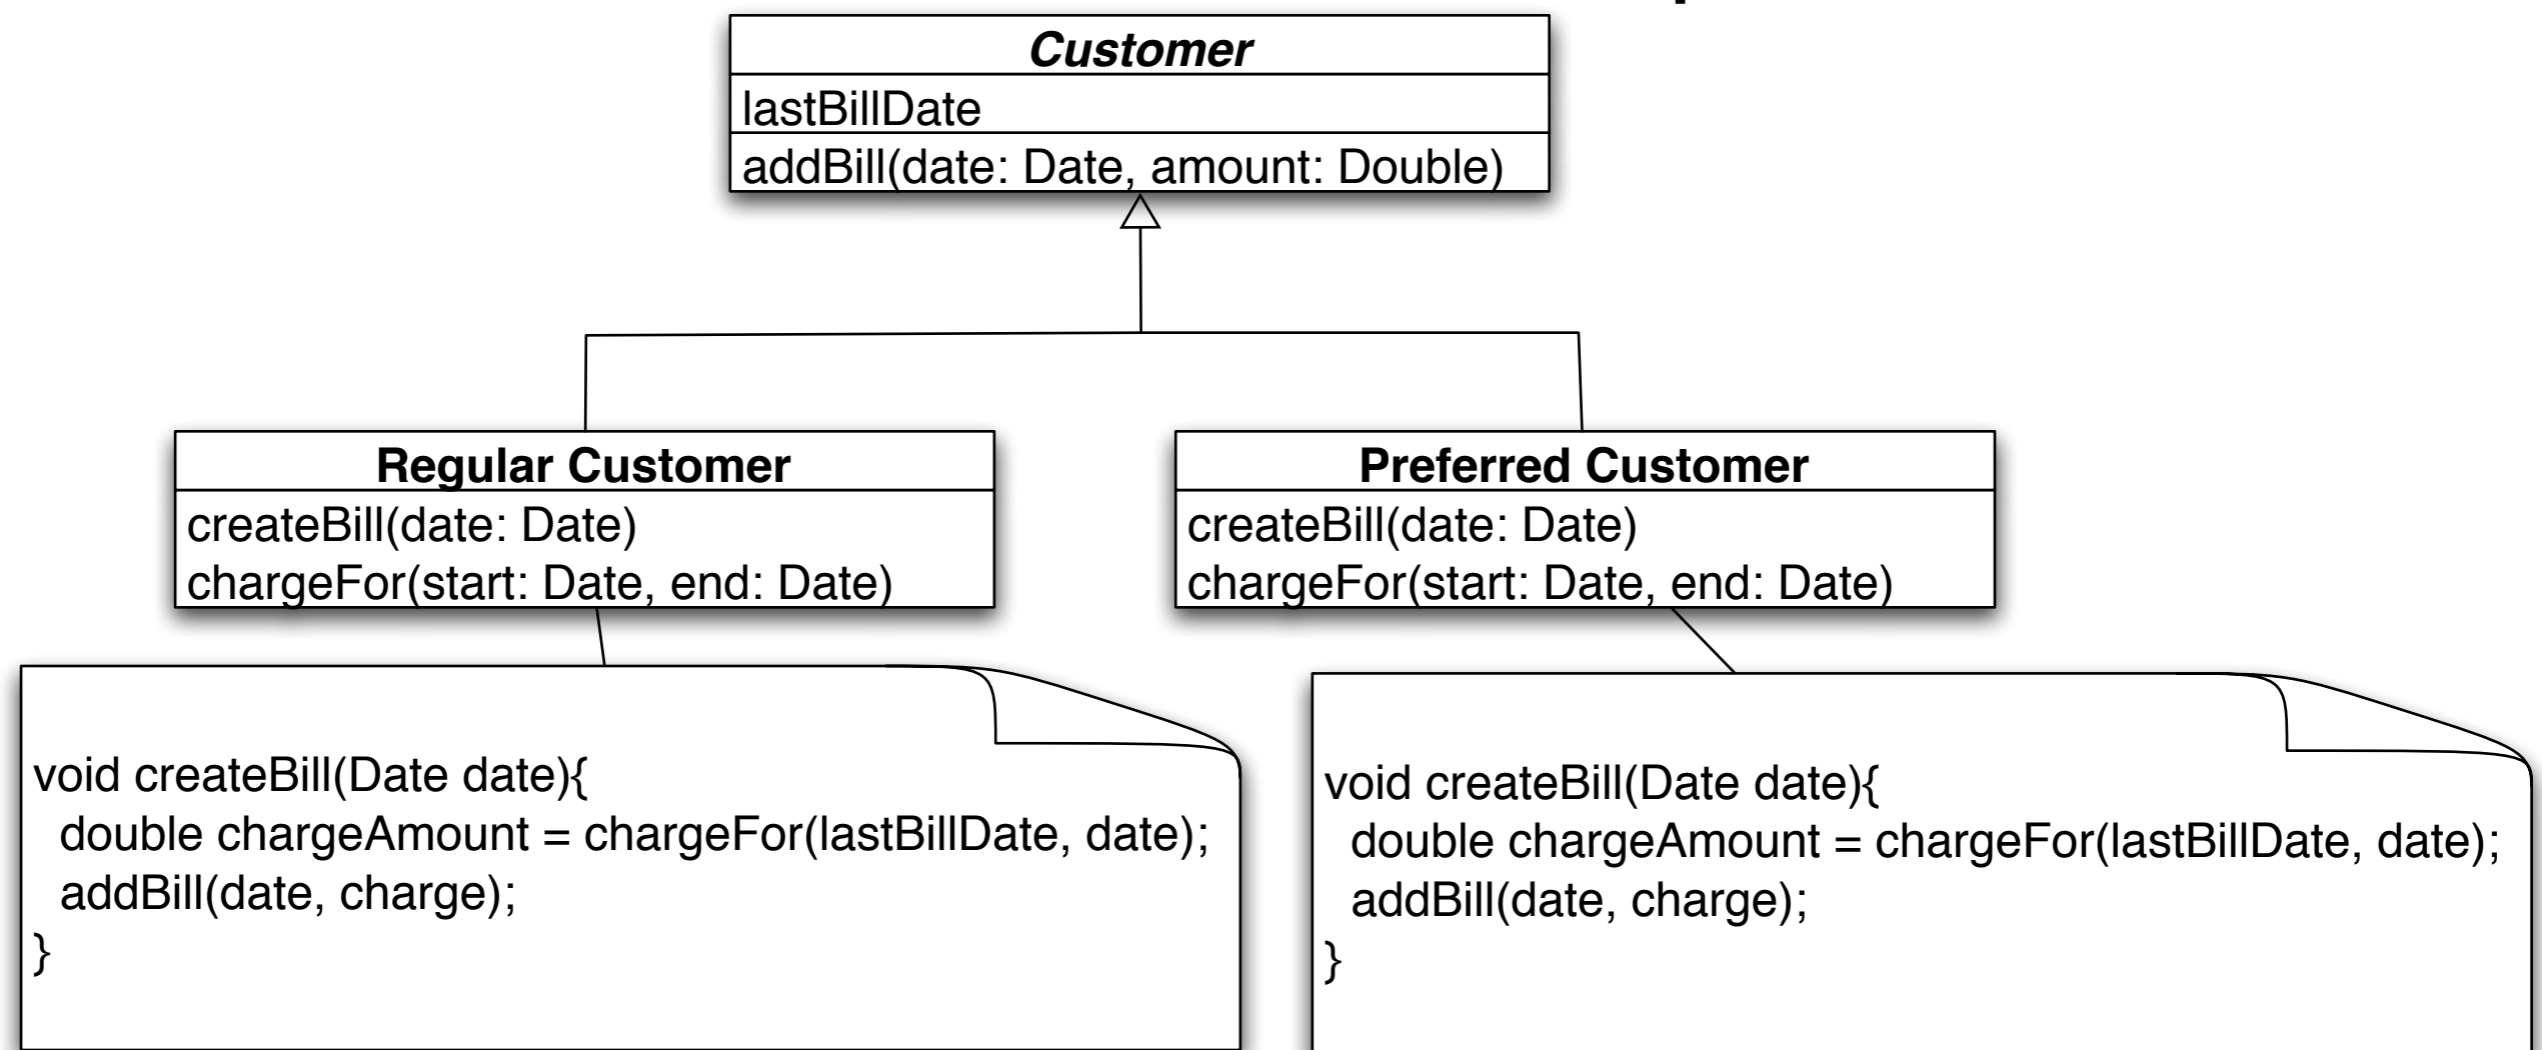 Customer
lastBillDate
addBill(date: Date, amount: Double)
Regular Customer
createBill(date: Date)
chargeFor(start: Date, end: Date)
Preferred Customer
createBill(date: Date)
chargeFor(start: Date, end: Date)
void createBill(Date date){
double chargeAmount = chargeFor(lastBillDate, date);
addBill(date, charge);
}
void createBill(Date date){
double chargeAmount = chargeFor(lastBillDate, date);
addBill(date, charge);
}